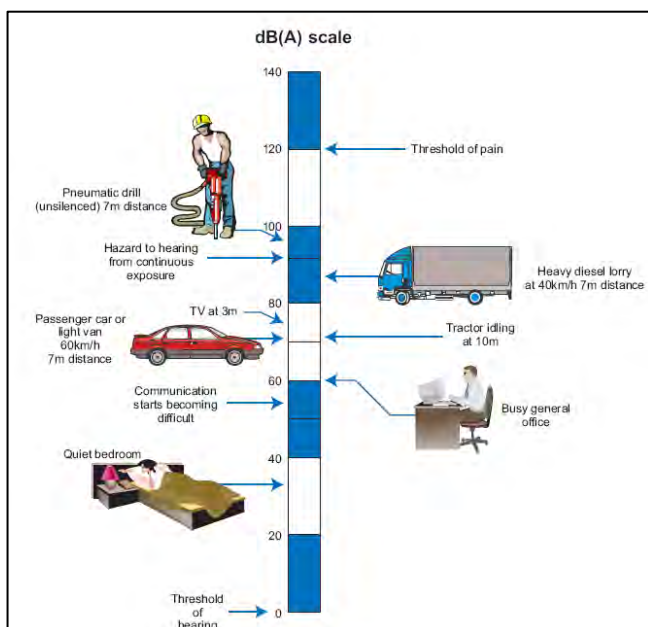 dB(A) scale
140
120
Threshold of pain
Pneumatic drill
(unsilenced) 7m distance
100
Hazard to hearing
from continuous
exposure
Heavy diesel lorry
at 40km/h 7m distance
80
TV at 3m
Passenger car or
light van
60km/h
7m distance
Tractor idling
at 10m
60
Communication
starts becoming
difficult
Busy general
office
40
Quiet bedroom
20
Threshold
of
hearing
0